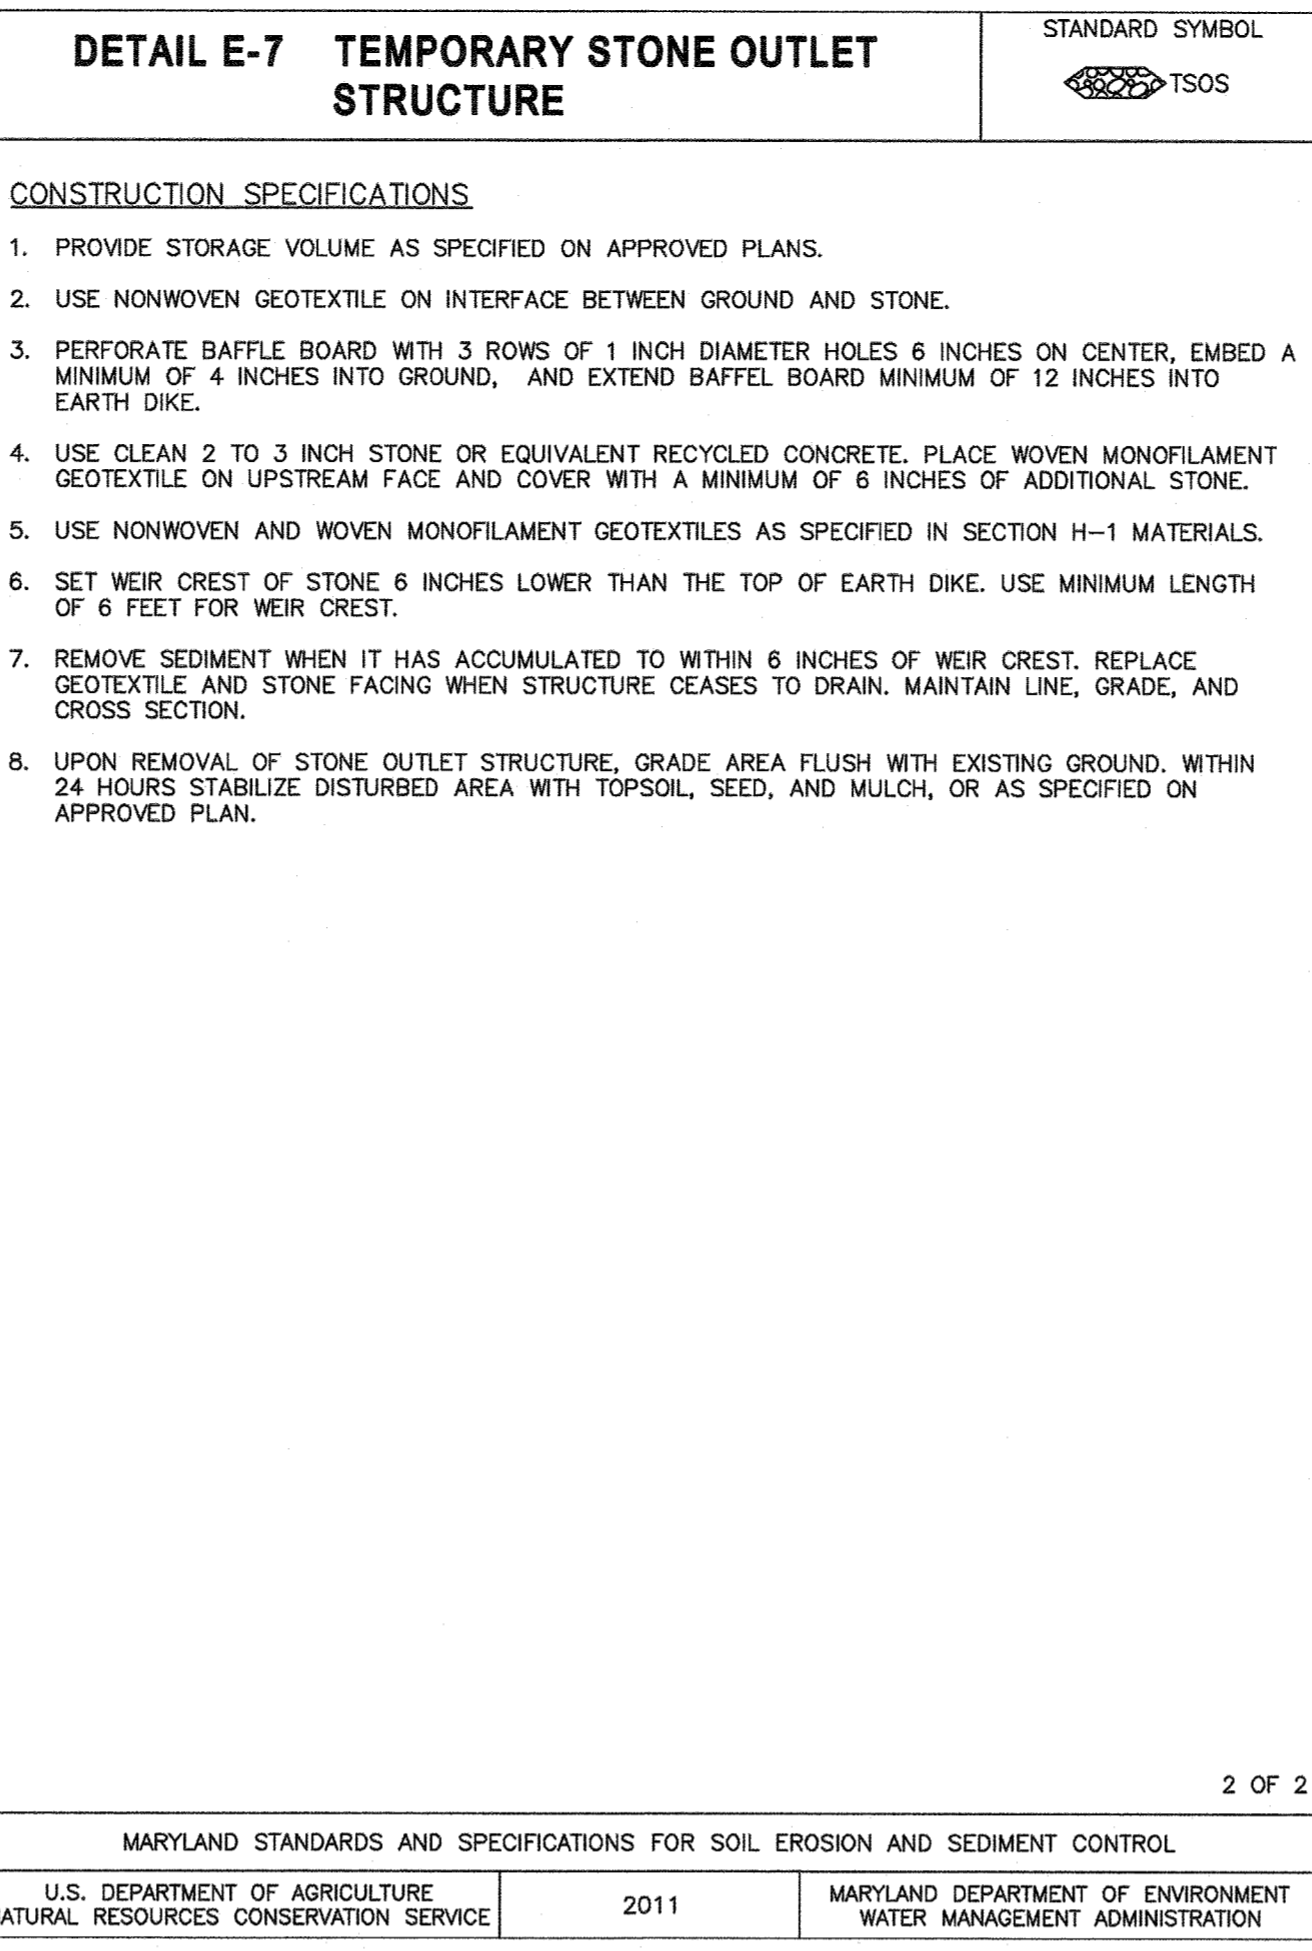 DETAIL E-7 TEMPORARY STONE OUTLET
STRUCTURE
STANDARD SYMBOL
TSOS
CONSTRUCTION SPECIFICATIONS
1. PROVIDE STORAGE VOLUME AS SPECIFIED ON APPROVED PLANS.
2. USE NONWOVEN GEOTEXTILE ON INTERFACE BETWEEN GROUND AND STONE.
3. PERFORATE BAFFLE BOARD WITH 3 ROWS OF 1 INCH DIAMETER HOLES 6 INCHES ON CENTER, EMBED A
MINIMUM OF 4 INCHES INTO GROUND, AND EXTEND BAFFEL BOARD MINIMUM OF 12 INCHES INTO
EARTH DIKE.
4. USE CLEAN 2 TO 3 INCH STONE OR EQUIVALENT RECYCLED CONCRETE. PLACE WOVEN MONOFILAMENT
GEOTEXTILE ON UPSTREAM FACE AND COVER WITH A MINIMUM OF 6 INCHES OF ADDITIONAL STONE.
5. USE NONWOVEN AND WOVEN MONOFILAMENT GEOTEXTILES AS SPECIFIED IN SECTION H-1 MATERIALS.
6. SET WEIR CREST OF STONE 6 INCHES LOWER THAN THE TOP OF EARTH DIKE. USE MINIMUM LENGTH
OF 6 FEET FOR WEIR CREST.
7. REMOVE SEDIMENT WHEN IT HAS ACCUMULATED TO WITHIN 6 INCHES OF WEIR CREST. REPLACE
GEOTEXTILE AND STONE FACING WHEN STRUCTURE CEASES TO DRAIN. MAINTAIN LINE, GRADE, AND
CROSS SECTION.
8. UPON REMOVAL OF STONE OUTLET STRUCTURE, GRADE AREA FLUSH WITH EXISTING GROUND. WITHIN
24 HOURS STABILIZE DISTURBED AREA WITH TOPSOIL, SEED, AND MULCH, OR AS SPECIFIED ON
APPROVED PLAN.
2 OF 2
MARYLAND STANDARDS AND SPECIFICATIONS FOR SOIL EROSION AND SEDIMENT CONTROL
U.S. DEPARTMENT OF AGRICULTURE
ATURAL RESOURCES CONSERVATION SERVICE
2011
MARYLAND DEPARTMENT OF ENVIRONMENT
WATER MANAGEMENT ADMINISTRATION